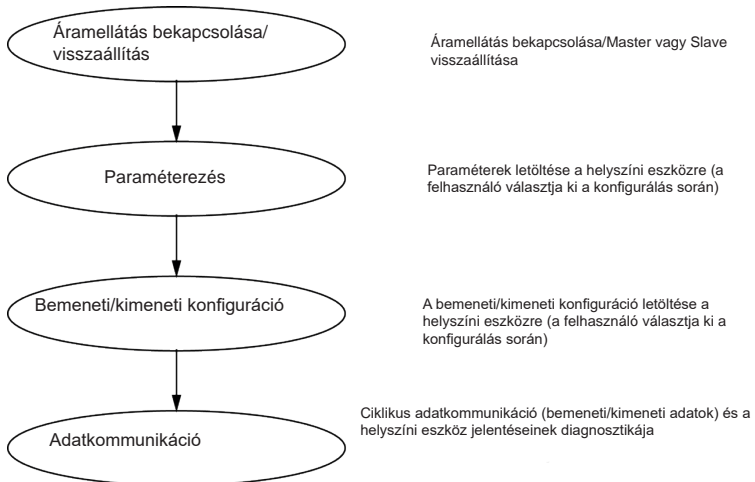 Áramellátás bekapcsolása/
visszaállítás
Áramellátás bekapcsolása/Master vagy Slave
visszaállítása
Paraméterezés
Paraméterek letöltése a helyszíni eszközre (a
felhasználó választja ki a konfigurálás során)
Bemeneti/kimeneti konfiguráció
A bemeneti/kimeneti konfiguráció letöltése a
helyszíni eszközre (a felhasználó választja ki a
konfigurálás során)
Adatkommunikáció
Ciklikus adatkommunikáció (bemeneti/kimeneti adatok) és a
helyszíni eszköz jelentéseinek diagnosztikája